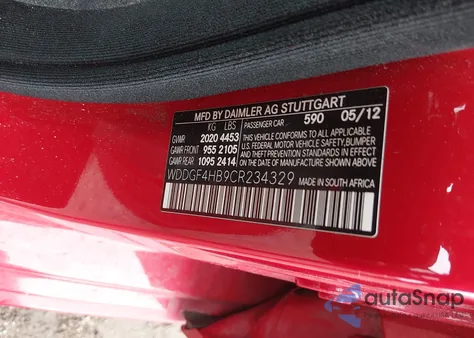 MFD BY DAIMLER AG STUTTGART
KG LBS PASSENGER CAR 590 05/12
GVWR 2020 4453
GAWR FRONT 955 2105
GAWR REAR 1095 2414
THIS VEHICLE CONFORMS TO ALL APPLICABLE
U.S. FEDERAL MOTOR VEHICLE SAFETY, BUMPER
AND THEFT PREVENTION STANDARDS IN EFFECT
ON THE DATE OF MANUFACTURE SHOWN ABOVE.
WDDGF4HB9CR234329 MADE IN SOUTH AFRICA
autoSnap